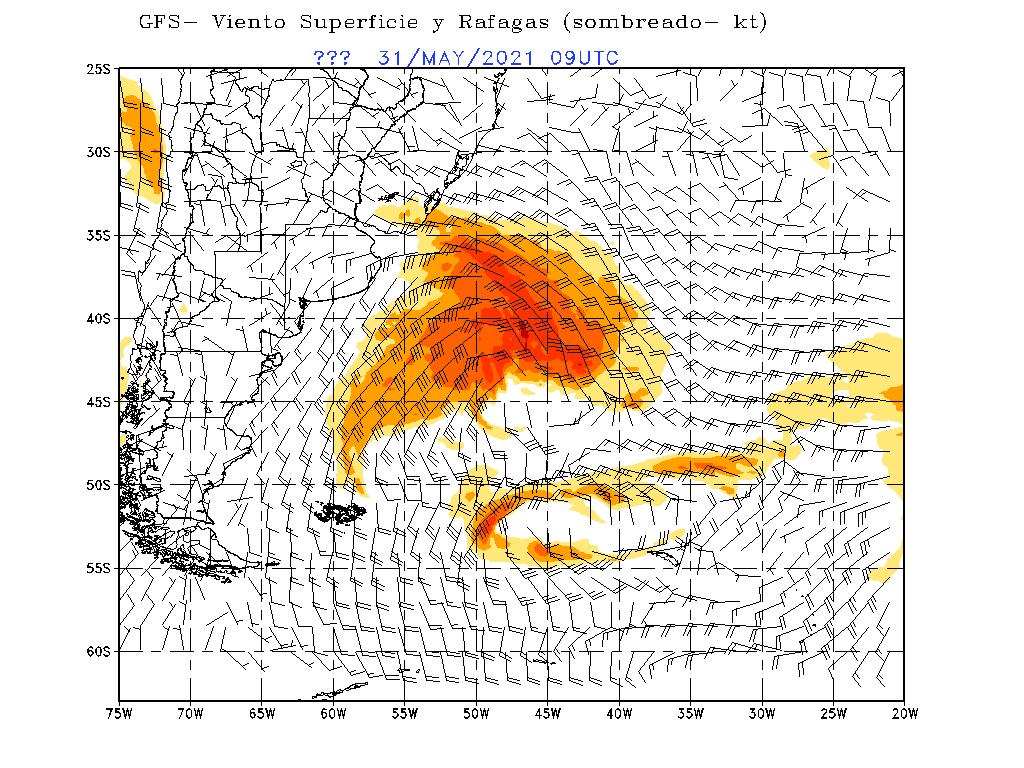 GFS− Viento Superficie y Rafagas (sombreado− kt)
??? 31/MAY/2021 09UTC
25S
30S
35S
40S
45S
50S
55S
60S
75W 70W 65W 60W 55W 50W 45W 40W 35W 30W 25W 20W